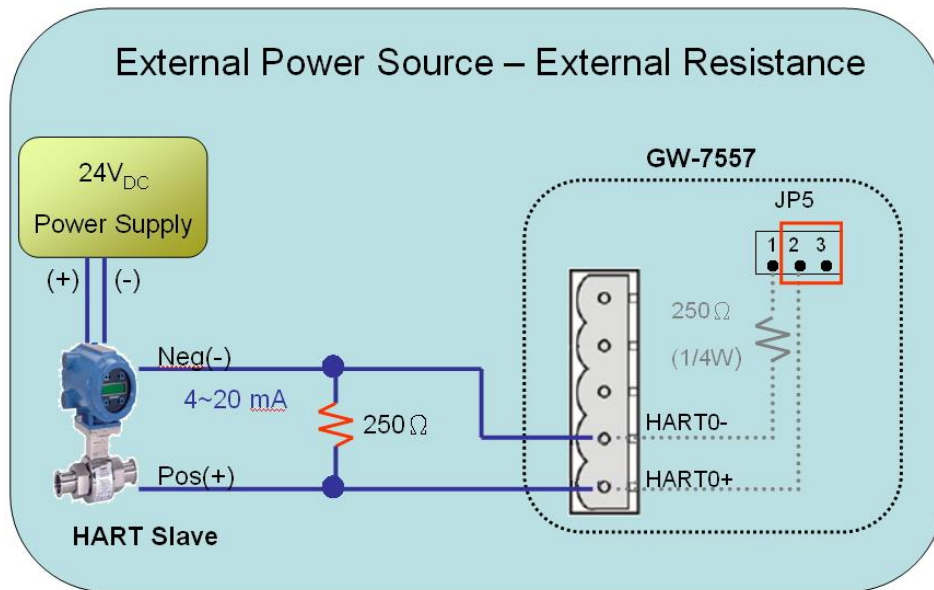 External Power Source – External Resistance
24VDC
Power Supply
(+) (-)
GW-7557
JP5
1 2 3
250Ω
(1/4W)
Neg(-)
4~20 mA
250Ω
HART0-
Pos(+)
HART0+
HART Slave